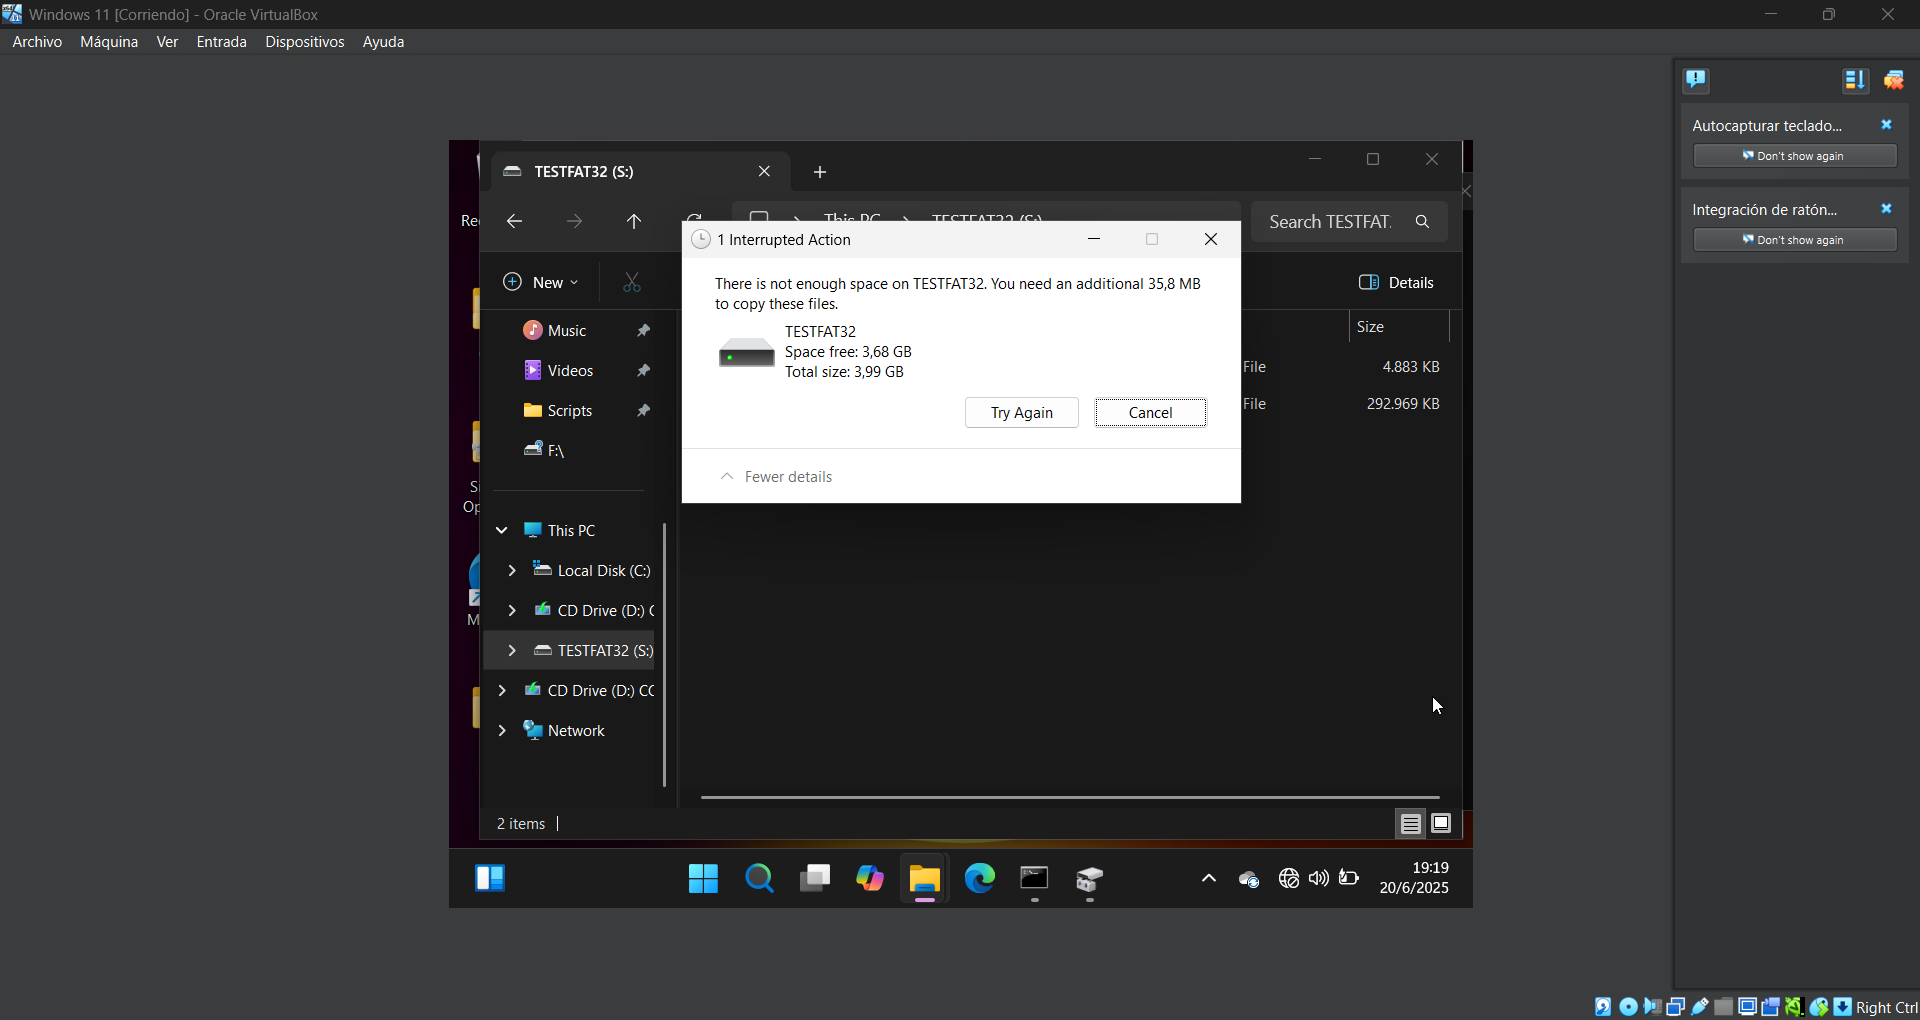 Windows 11 [Corriendo] - Oracle VirtualBox
Archivo Máquina Ver Entrada Dispositivos Ayuda
Autocapturar teclado...
Don't show again
Integración de ratón...
Don't show again
TESTFAT32 (S:)
This PC TESTFAT32 (S:)
Search TESTFAT:
New
Details
1 Interrupted Action
There is not enough space on TESTFAT32. You need an additional 35,8 MB
to copy these files.
TESTFAT32
Space free: 3,68 GB
Total size: 3,99 GB
Try Again Cancel
Fewer details
Size
File 4.883 KB
File 292.969 KB
Music
Videos
Scripts
F:\
This PC
Local Disk (C:)
CD Drive (D:)
TESTFAT32 (S:)
CD Drive (D:) CC
Network
2 items
19:19
20/6/2025
Right Ctrl